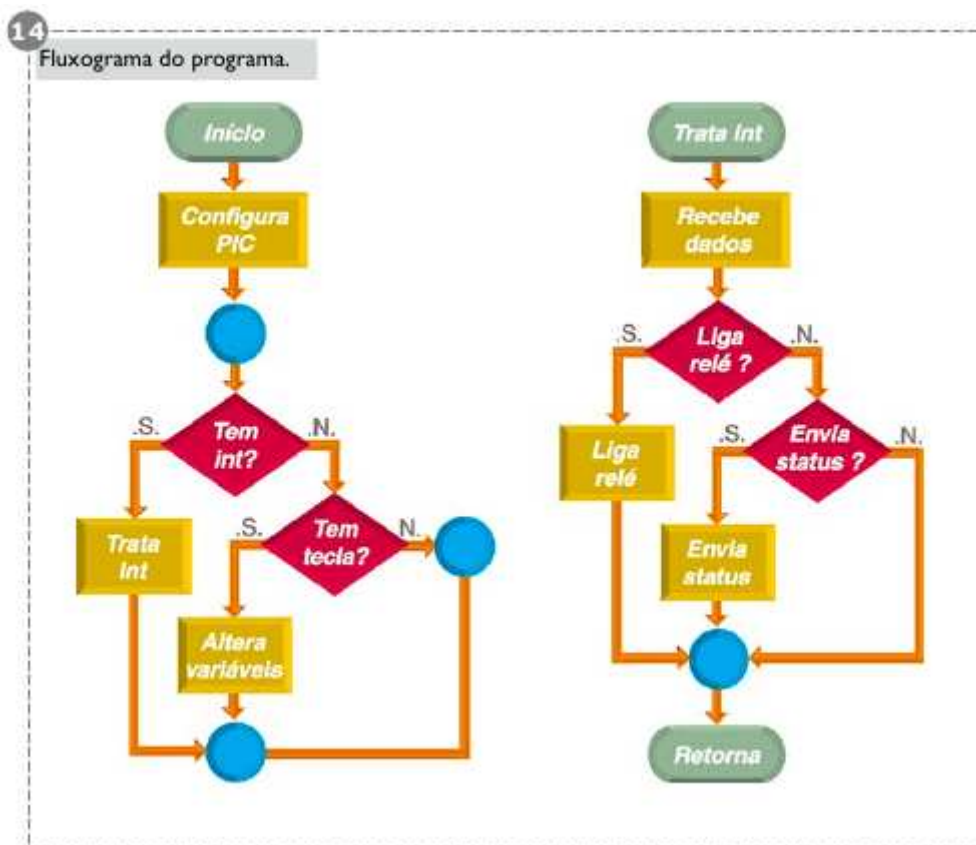 14
Fluxograma do programa.
Início
Configura
PIC
Tem
int?
.S.
.N.
Trata
Int
Tem
tecla?
.S.
N.
Altera
variáveis
Trata Int
Recebe
dados
Liga
relé ?
.S.
.N.
Liga
relé
Envia
status ?
.S.
.N.
Envia
status
Retorna